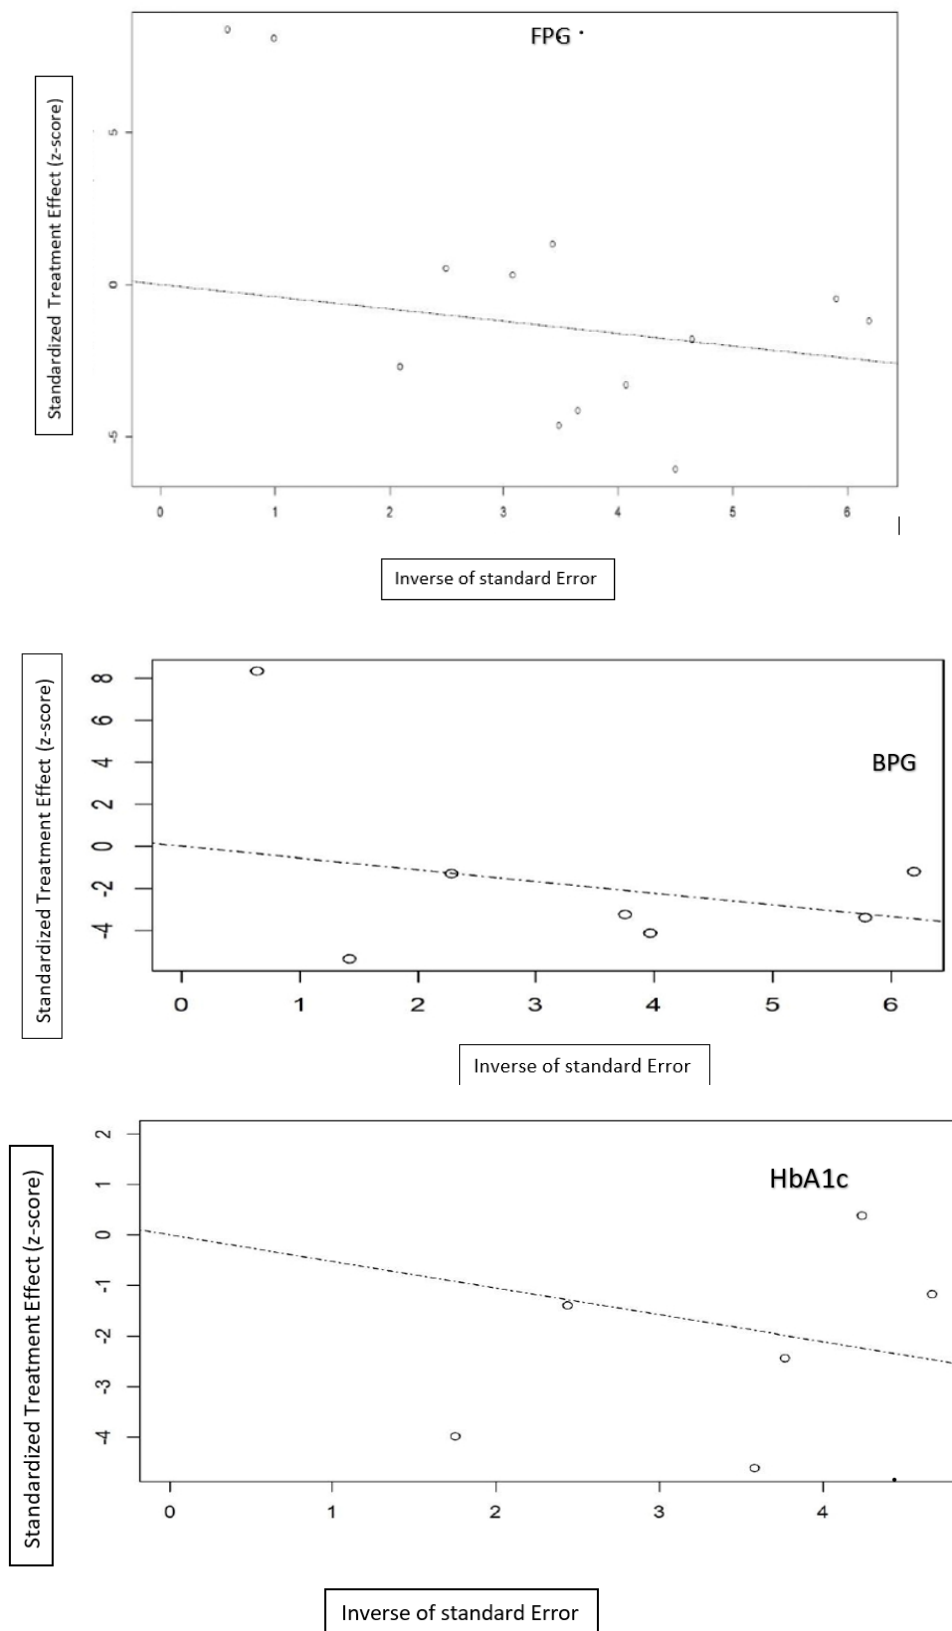 FPG
Standardized Treatment Effect (z-score)
5
0
-5
0 1 2 3 4 5 6
Inverse of standard Error
BPG
Standardized Treatment Effect (z-score)
8
6
4
2
0
-2
-4
0 1 2 3 4 5 6
Inverse of standard Error
HbA1c
Standardized Treatment Effect (z-score)
2
1
0
-1
-2
-3
-4
0 1 2 3 4
Inverse of standard Error